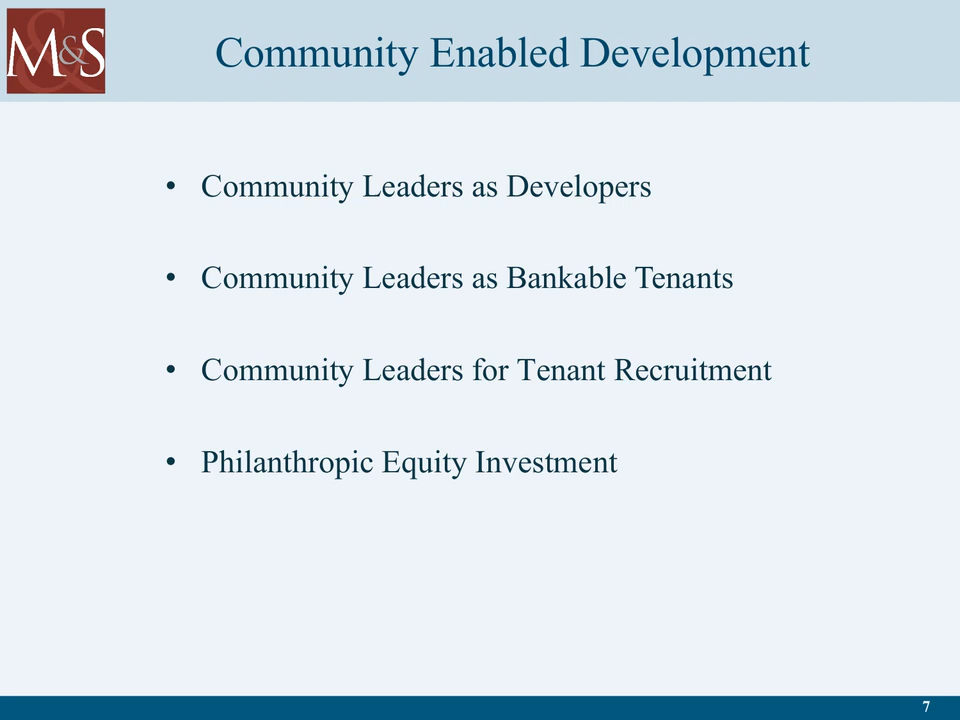 M&S
Community Enabled Development
• Community Leaders as Developers
• Community Leaders as Bankable Tenants
• Community Leaders for Tenant Recruitment
• Philanthropic Equity Investment
7